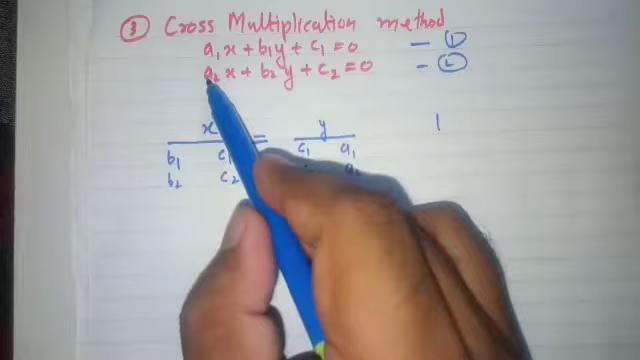 ③ Cross Multiplication method
a₁x + b₁y + c₁ = 0 — ①
a₂x + b₂y + c₂ = 0 — ②
x = y 1
b₁ c₁ c₁ a₁
b₂ c₂ a₂